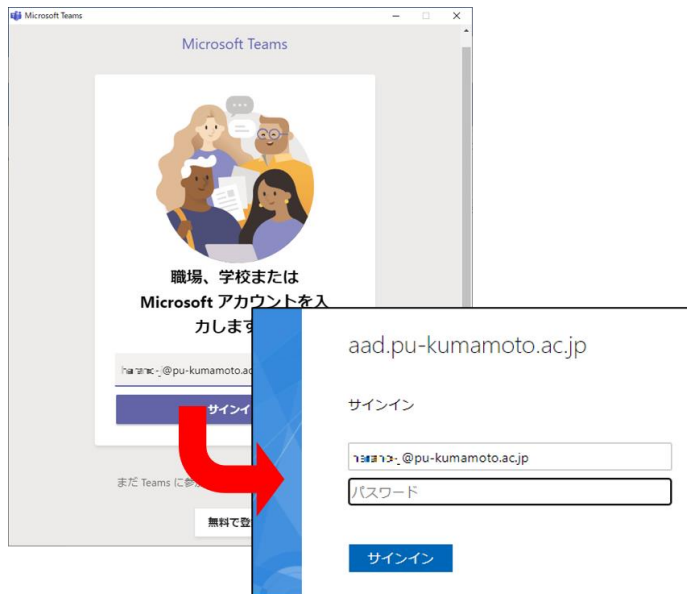 Microsoft Teams
Microsoft Teams
職場、学校または
Microsoft アカウントを入
力しま
@pu-kumamoto.ac
サインイ
まだ Teams に参
無料で登
aad.pu-kumamoto.ac.jp
サインイン
@pu-kumamoto.ac.jp
パスワード
サインイン